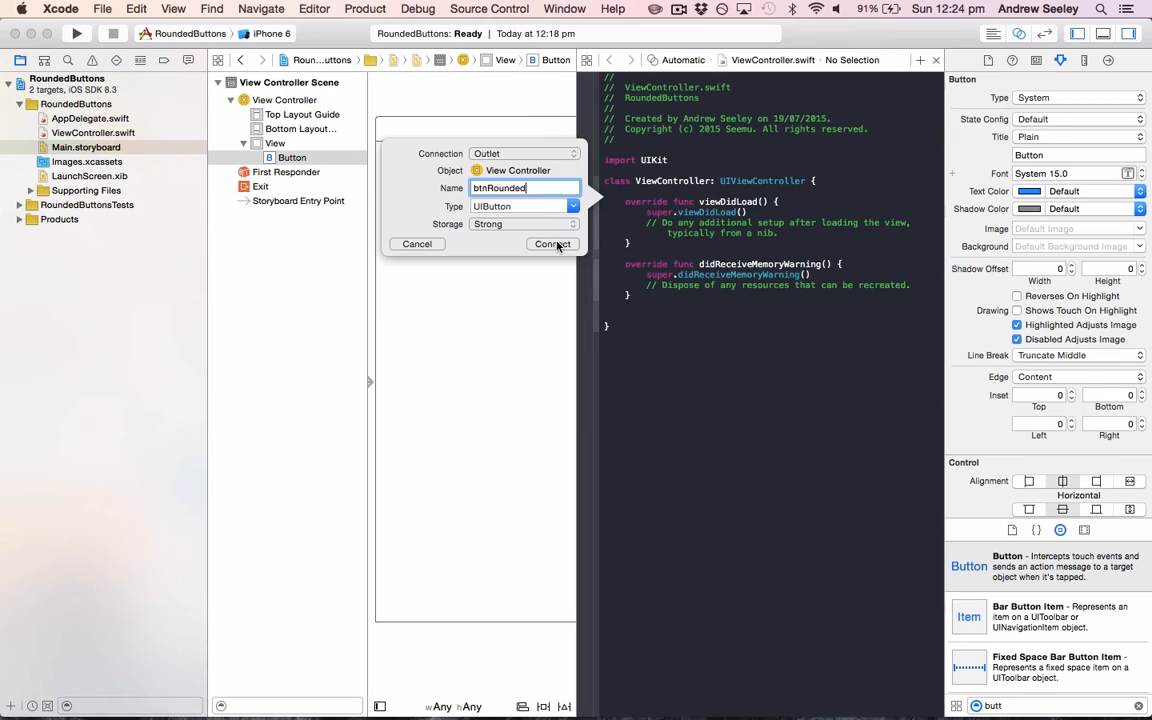 Xcode File Edit View Find Navigate Editor Product Debug Source Control Window Help 91% Sun 12:24 pm Andrew Seeley
RoundedButtons iPhone 6 RoundedButtons: Ready | Today at 12:18 pm
Roun...uttons View Button Automatic ViewController.swift No Selection
RoundedButtons
2 targets, iOS SDK 8.3
RoundedButtons
AppDelegate.swift
ViewController.swift
Main.storyboard
Images.xcassets
LaunchScreen.xib
Supporting Files
RoundedButtonsTests
Products
View Controller Scene
View Controller
Top Layout Guide
Bottom Layout...
View
B Button
First Responder
Exit
Storyboard Entry Point
Connection Outlet
Object View Controller
Name btnRounded
Type UIButton
Storage Strong
Cancel Connect
wAny hAny
//
// ViewController.swift
// RoundedButtons
//
// Created by Andrew Seeley on 19/07/2015.
// Copyright (c) 2015 Seemu. All rights reserved.
//
import UIKit
class ViewController: UIViewController {
override func viewDidLoad() {
super.viewDidLoad()
// Do any additional setup after loading the view,
typically from a nib.
}
override func didReceiveMemoryWarning() {
super.didReceiveMemoryWarning()
// Dispose of any resources that can be recreated.
}
}
Button
Type System
State Config Default
Title Plain
Button
Font System 15.0
Text Color Default
Shadow Color Default
Image Default Image
Background Default Background Image
Shadow Offset 0 0
Width Height
Reverses On Highlight
Drawing Shows Touch On Highlight
Highlighted Adjusts Image
Disabled Adjusts Image
Line Break Truncate Middle
Edge Content
Inset 0 0
Top Bottom
0 0
Left Right
Control
Alignment
Horizontal
Button Button - Intercepts touch events and
sends an action message to a target
object when it's tapped.
Item Bar Button Item - Represents an
item on a UIToolbar or
UINavigationItem object.
Fixed Space Bar Button Item -
Represents a fixed space item on a
UIToolbar object.
butt